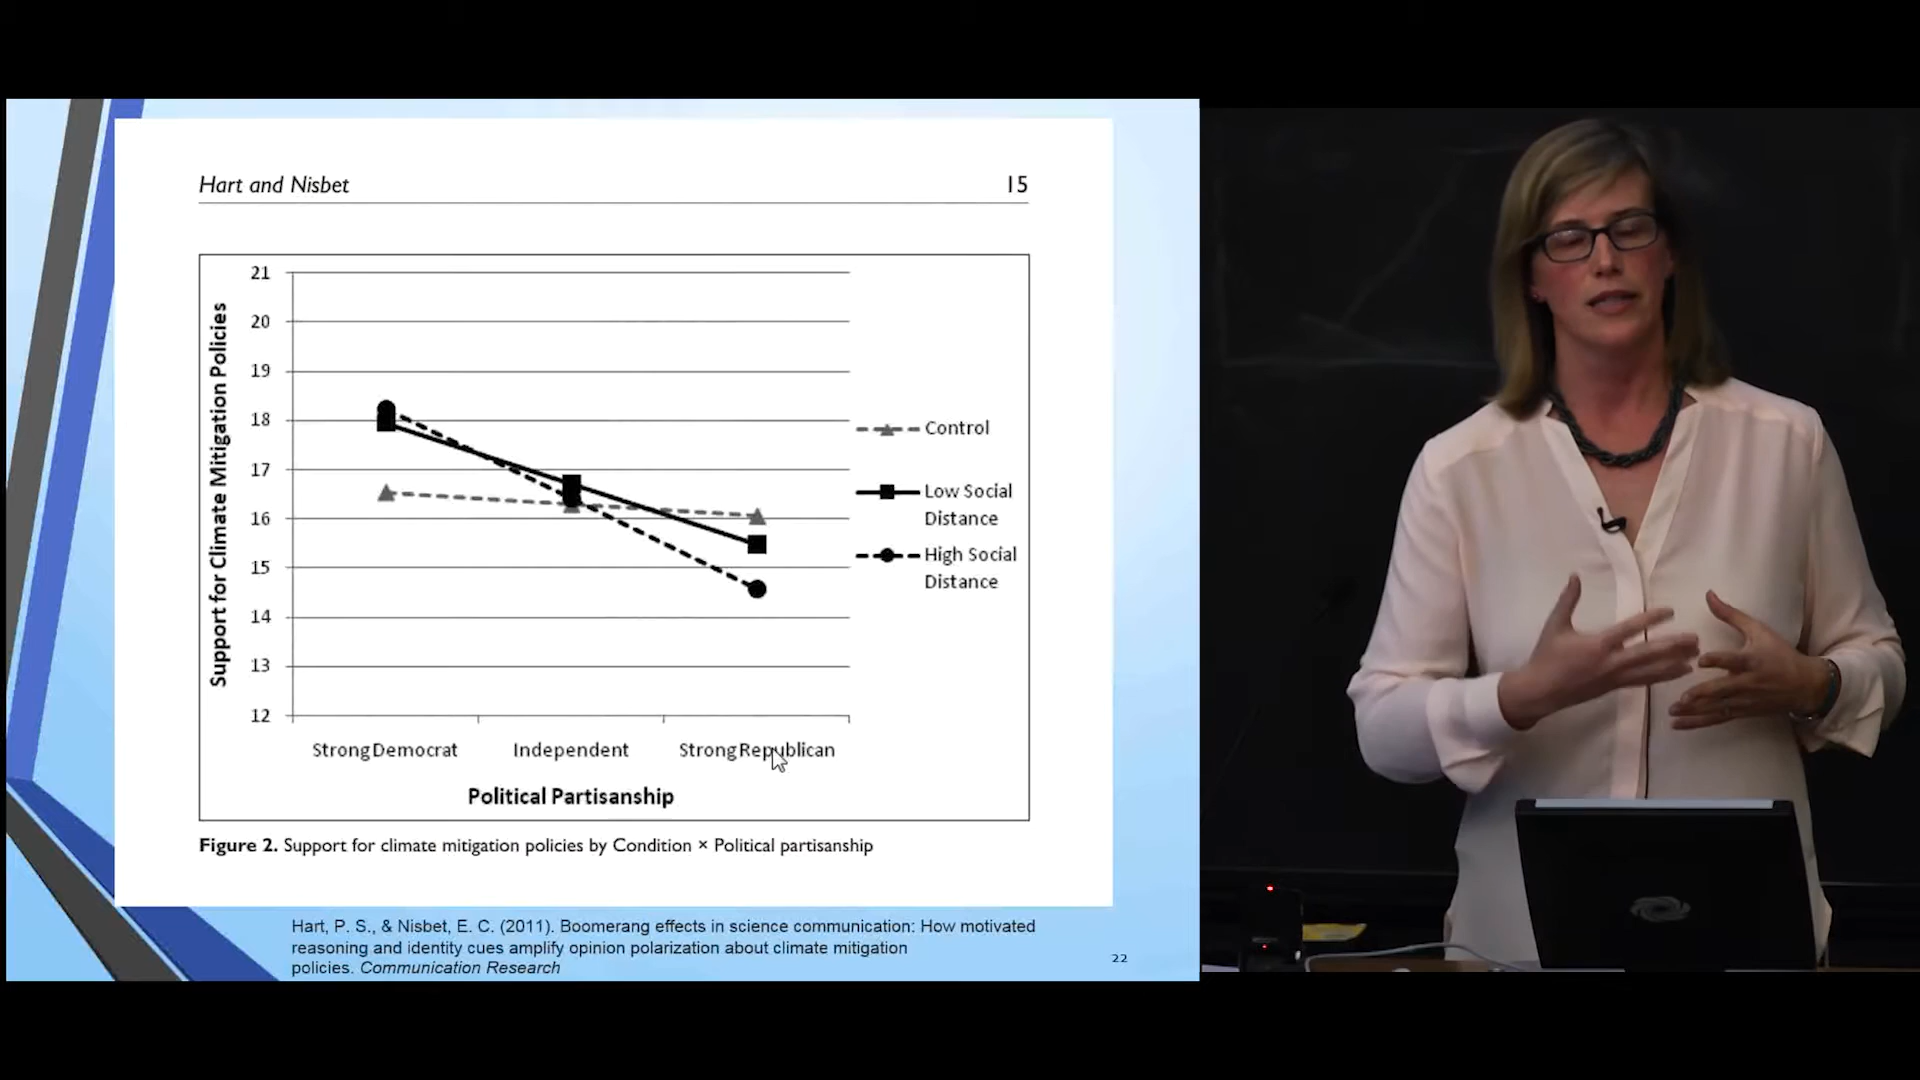 Hart and Nisbet 15
21
20
19
18
17
16
15
14
13
12
Support for Climate Mitigation Policies
Strong Democrat Independent Strong Republican
Political Partisanship
Control
Low Social
Distance
High Social
Distance
Figure 2. Support for climate mitigation policies by Condition × Political partisanship
Hart, P. S., & Nisbet, E. C. (2011). Boomerang effects in science communication: How motivated
reasoning and identity cues amplify opinion polarization about climate mitigation
policies. Communication Research
22